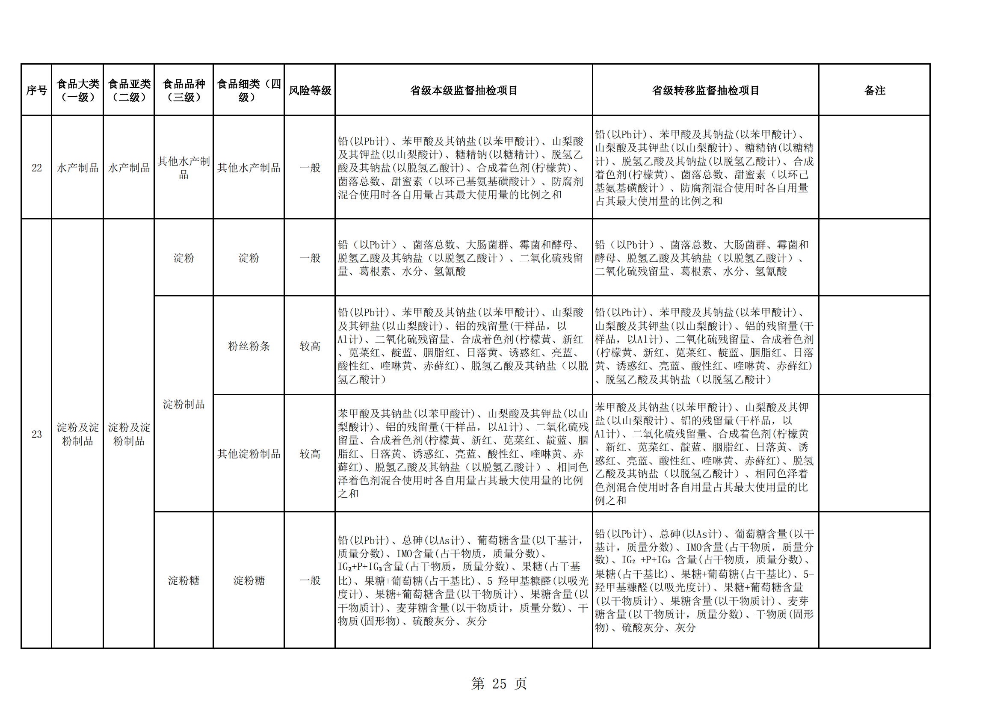 序号
食品大类
（一级）
食品亚类
（二级）
食品品种
（三级）
食品细类（四
级）
风险等级
省级本级监督抽检项目
省级转移监督抽检项目
备注
22
水产制品
水产制品
其他水产制
品
其他水产制品
一般
铅(以Pb计)、苯甲酸及其钠盐(以苯甲酸计)、山梨酸
及其钾盐(以山梨酸计)、糖精钠(以糖精计)、脱氢乙
酸及其钠盐(以脱氢乙酸计)、合成着色剂(柠檬黄)、
菌落总数、甜蜜素（以环己基氨基磺酸计）、防腐剂
混合使用时各自用量占其最大使用量的比例之和
铅(以Pb计)、苯甲酸及其钠盐(以苯甲酸计)、
山梨酸及其钾盐(以山梨酸计)、糖精钠(以糖精
计)、脱氢乙酸及其钠盐(以脱氢乙酸计)、合成
着色剂(柠檬黄)、菌落总数、甜蜜素（以环己
基氨基磺酸计）、防腐剂混合使用时各自用量
占其最大使用量的比例之和
23
淀粉及淀
粉制品
淀粉及淀
粉制品
淀粉
淀粉
一般
铅（以Pb计）、菌落总数、大肠菌群、霉菌和酵母、
脱氢乙酸及其钠盐（以脱氢乙酸计）、二氧化硫残留
量、葛根素、水分、氢氰酸
铅（以Pb计）、菌落总数、大肠菌群、霉菌和
酵母、脱氢乙酸及其钠盐（以脱氢乙酸计）、
二氧化硫残留量、葛根素、水分、氢氰酸
淀粉制品
粉丝粉条
较高
铅(以Pb计)、苯甲酸及其钠盐(以苯甲酸计)、山梨酸
及其钾盐(以山梨酸计)、铝的残留量(干样品，以
Al计)、二氧化硫残留量、合成着色剂(柠檬黄、新红
、苋菜红、靛蓝、胭脂红、日落黄、诱惑红、亮蓝、
酸性红、喹啉黄、赤藓红)、脱氢乙酸及其钠盐（以脱
氢乙酸计）
铅(以Pb计)、苯甲酸及其钠盐(以苯甲酸计)、
山梨酸及其钾盐(以山梨酸计)、铝的残留量(干
样品，以Al计)、二氧化硫残留量、合成着色剂
(柠檬黄、新红、苋菜红、靛蓝、胭脂红、日落
黄、诱惑红、亮蓝、酸性红、喹啉黄、赤藓红)
、脱氢乙酸及其钠盐（以脱氢乙酸计）
其他淀粉制品
较高
苯甲酸及其钠盐(以苯甲酸计)、山梨酸及其钾盐(以山
梨酸计)、铝的残留量(干样品，以Al计)、二氧化硫残
留量、合成着色剂(柠檬黄、新红、苋菜红、靛蓝、胭
脂红、日落黄、诱惑红、亮蓝、酸性红、喹啉黄、赤
藓红)、脱氢乙酸及其钠盐（以脱氢乙酸计）、相同色
泽着色剂混合使用时各自用量占其最大使用量的比例
之和
苯甲酸及其钠盐(以苯甲酸计)、山梨酸及其钾
盐(以山梨酸计)、铝的残留量(干样品，以
Al计)、二氧化硫残留量、合成着色剂(柠檬黄
、新红、苋菜红、靛蓝、胭脂红、日落黄、诱
惑红、亮蓝、酸性红、喹啉黄、赤藓红)、脱氢
乙酸及其钠盐（以脱氢乙酸计）、相同色泽着
色剂混合使用时各自用量占其最大使用量的比
例之和
淀粉糖
淀粉糖
一般
铅(以Pb计)、总砷(以As计)、葡萄糖含量(以干基计，
质量分数)、IMO含量(占干物质，质量分数)、
IG₂+P+IG₃含量(占干物质，质量分数)、果糖(占干基
比)、果糖+葡萄糖(占干基比)、5-羟甲基糠醛(以吸光
度计)、果糖+葡萄糖含量(以干物质计)、果糖含量(以
干物质计)、麦芽糖含量(以干物质计，质量分数)、干
物质(固形物)、硫酸灰分、灰分
铅(以Pb计)、总砷(以As计)、葡萄糖含量(以干
基计，质量分数)、IMO含量(占干物质，质量分
数)、IG₂ +P+IG₃ 含量(占干物质，质量分数)、
果糖(占干基比)、果糖+葡萄糖(占干基比)、5-
羟甲基糠醛(以吸光度计)、果糖+葡萄糖含量
(以干物质计)、果糖含量(以干物质计)、麦芽
糖含量(以干物质计，质量分数)、干物质(固形
物)、硫酸灰分、灰分
第 25 页